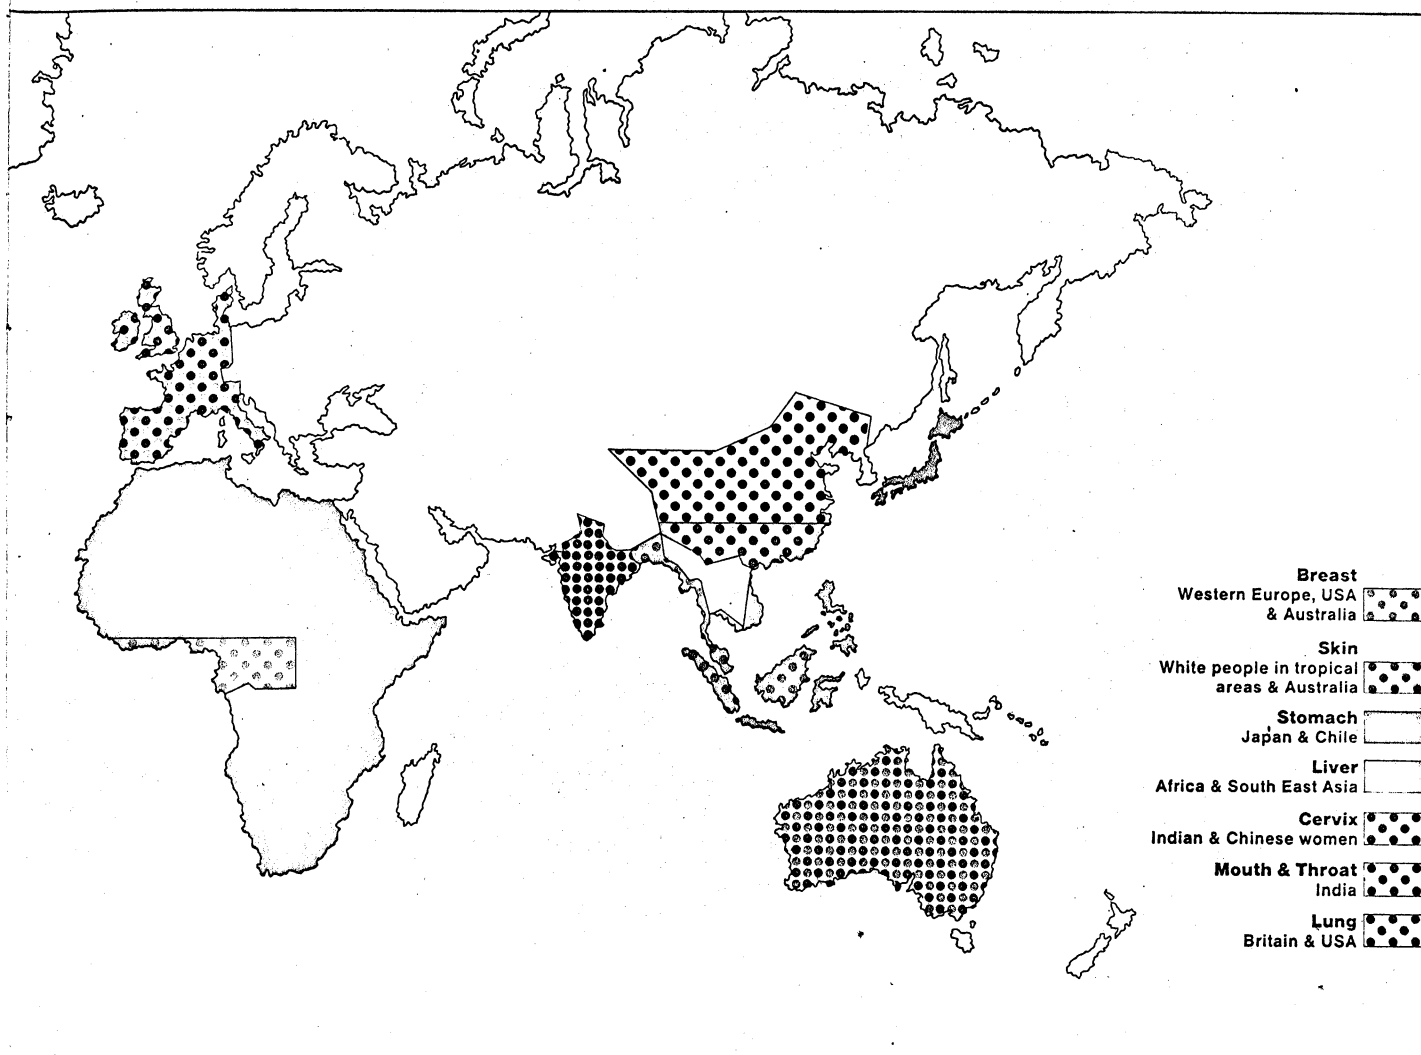 Breast
Western Europe, USA
& Australia
Skin
White people in tropical
areas & Australia
Stomach
Japan & Chile
Liver
Africa & South East Asia
Cervix
Indian & Chinese women
Mouth & Throat
India
Lung
Britain & USA